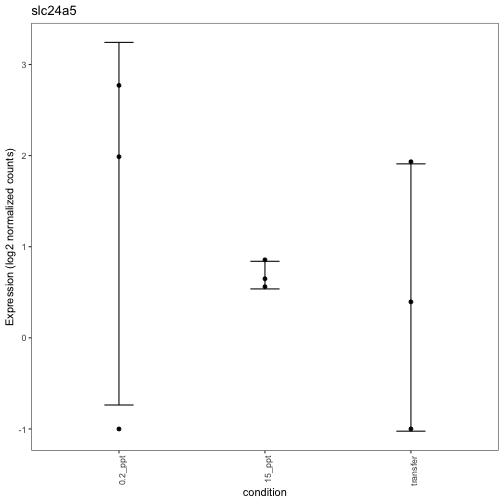 slc24a5
Expression (log2 normalized counts)
3
2
1
0
-1
0.2_ppt
15_ppt
transfer
condition